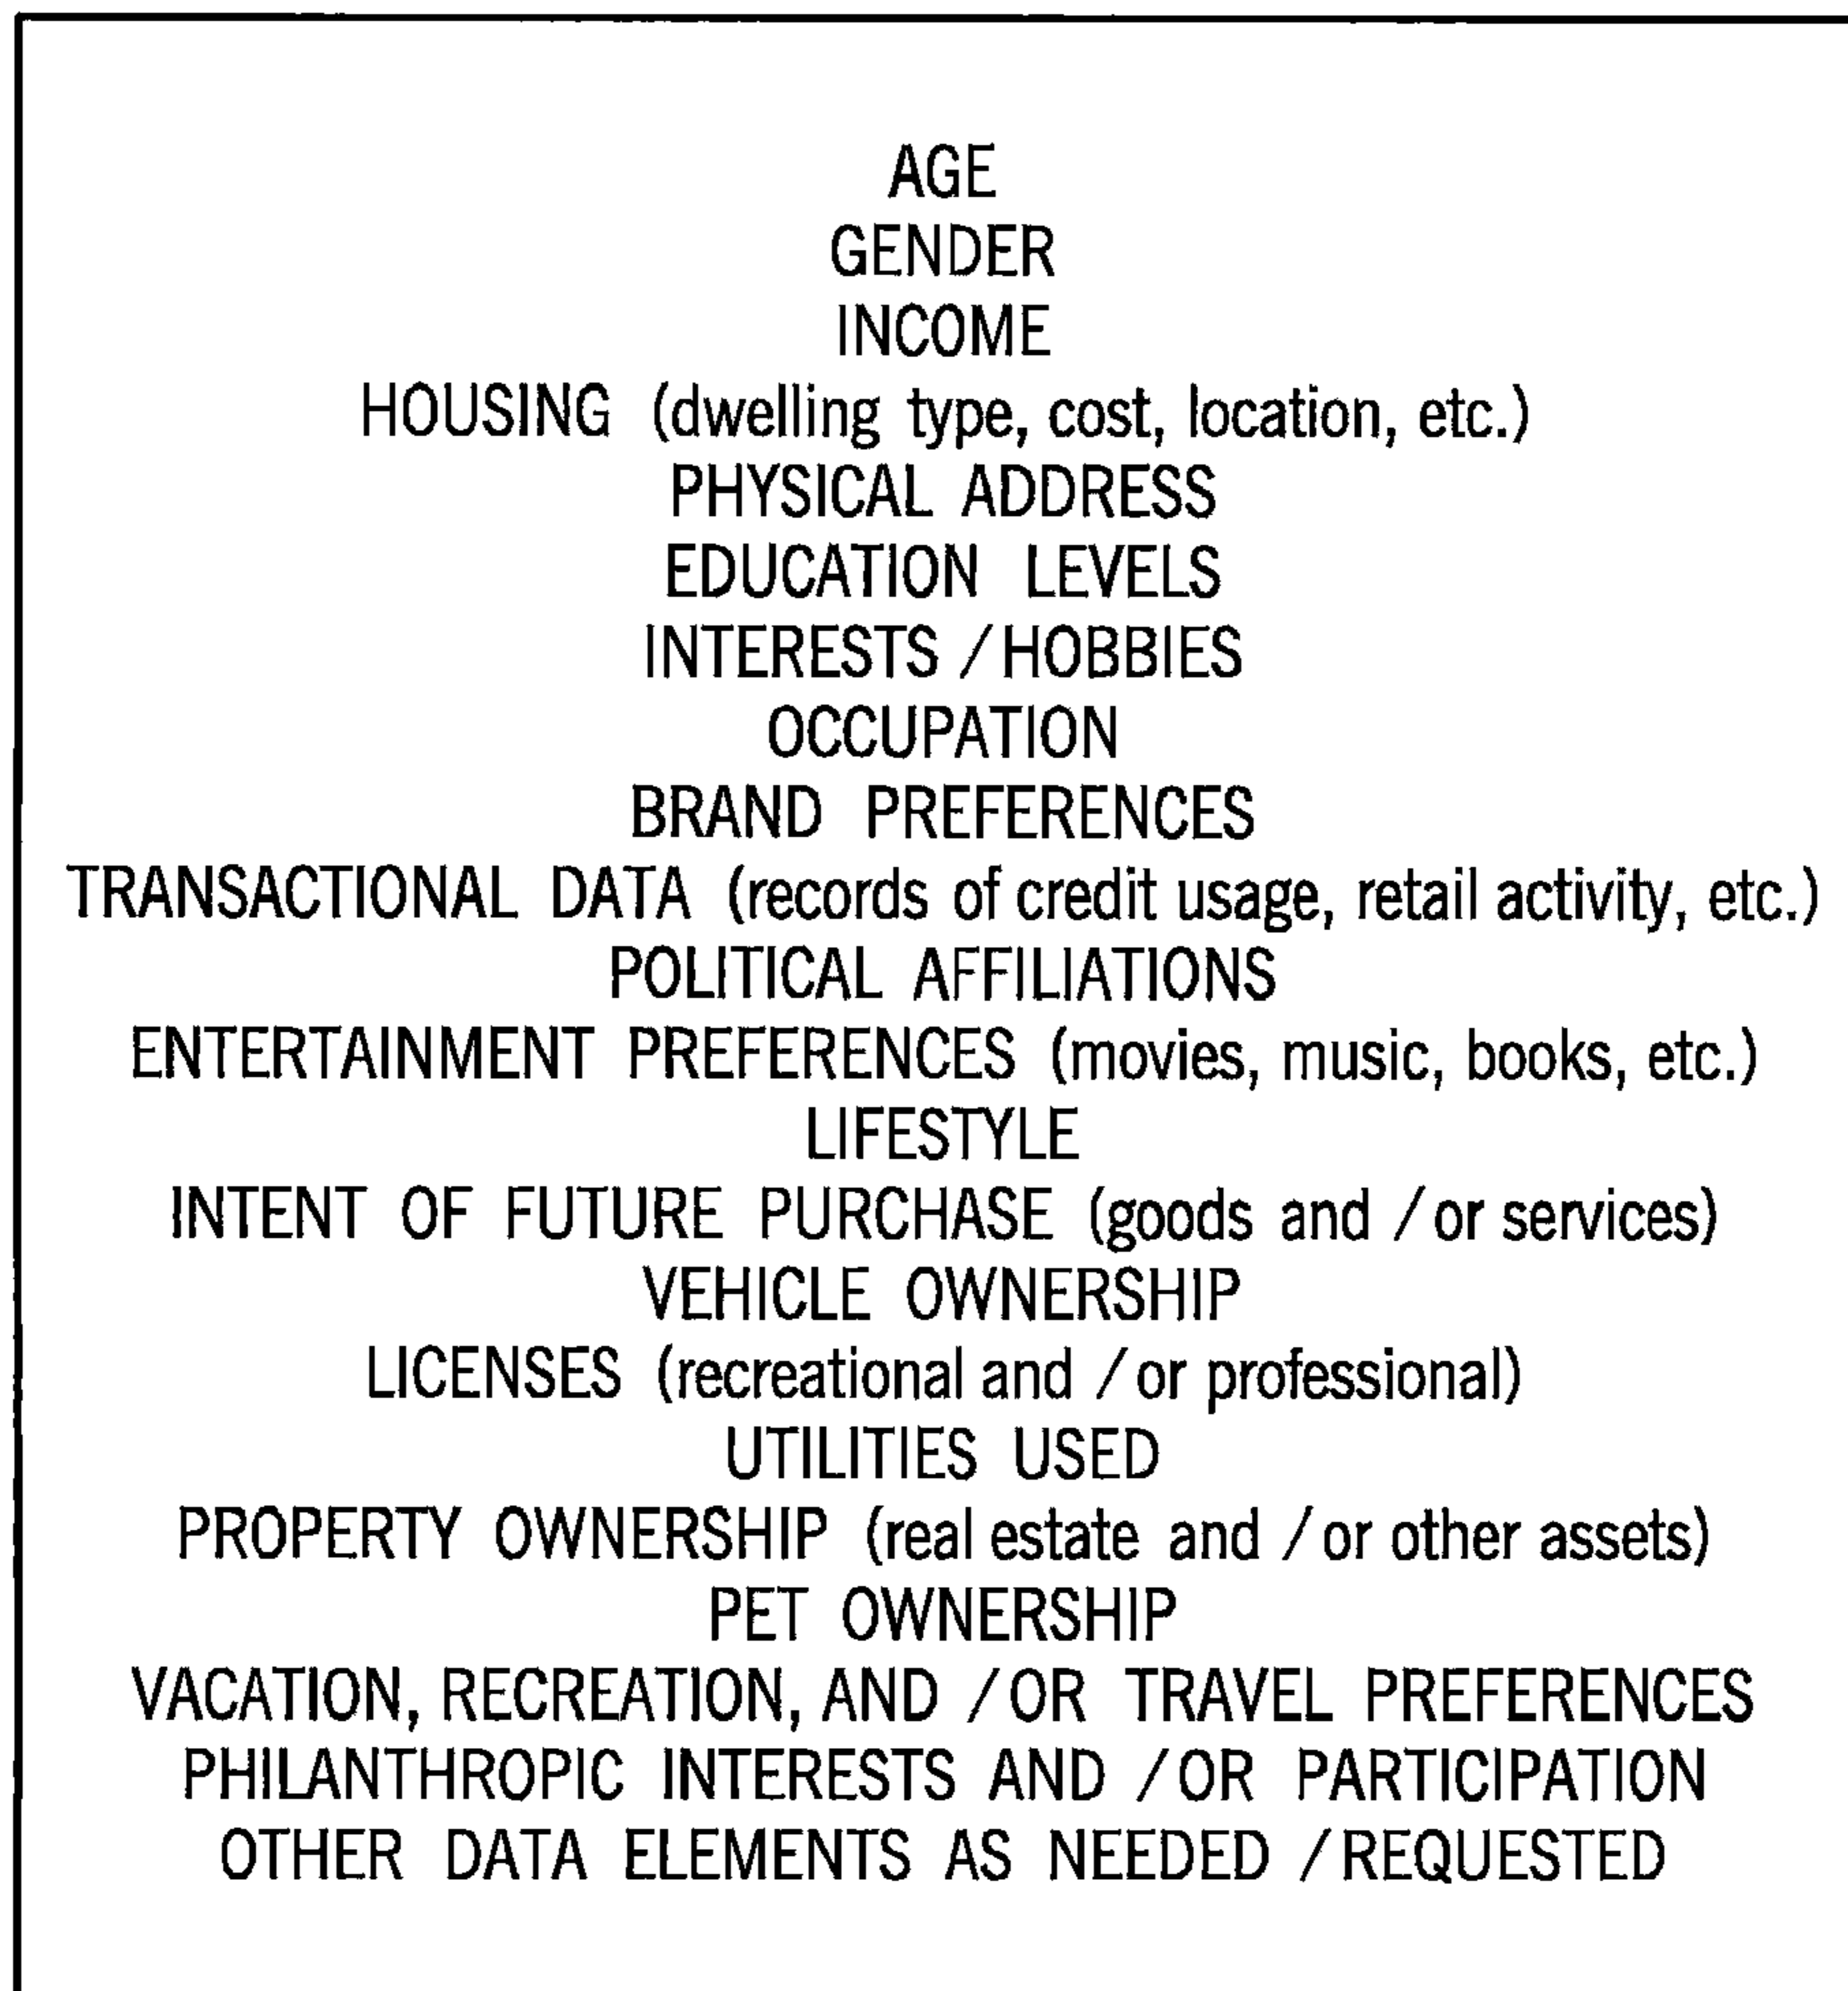 AGE
GENDER
INCOME
HOUSING (dwelling type, cost, location, etc.)
PHYSICAL ADDRESS
EDUCATION LEVELS
INTERESTS / HOBBIES
OCCUPATION
BRAND PREFERENCES
TRANSACTIONAL DATA (records of credit usage, retail activity, etc.)
POLITICAL AFFILIATIONS
ENTERTAINMENT PREFERENCES (movies, music, books, etc.)
LIFESTYLE
INTENT OF FUTURE PURCHASE (goods and / or services)
VEHICLE OWNERSHIP
LICENSES (recreational and / or professional)
UTILITIES USED
PROPERTY OWNERSHIP (real estate and / or other assets)
PET OWNERSHIP
VACATION, RECREATION, AND / OR TRAVEL PREFERENCES
PHILANTHROPIC INTERESTS AND / OR PARTICIPATION
OTHER DATA ELEMENTS AS NEEDED / REQUESTED